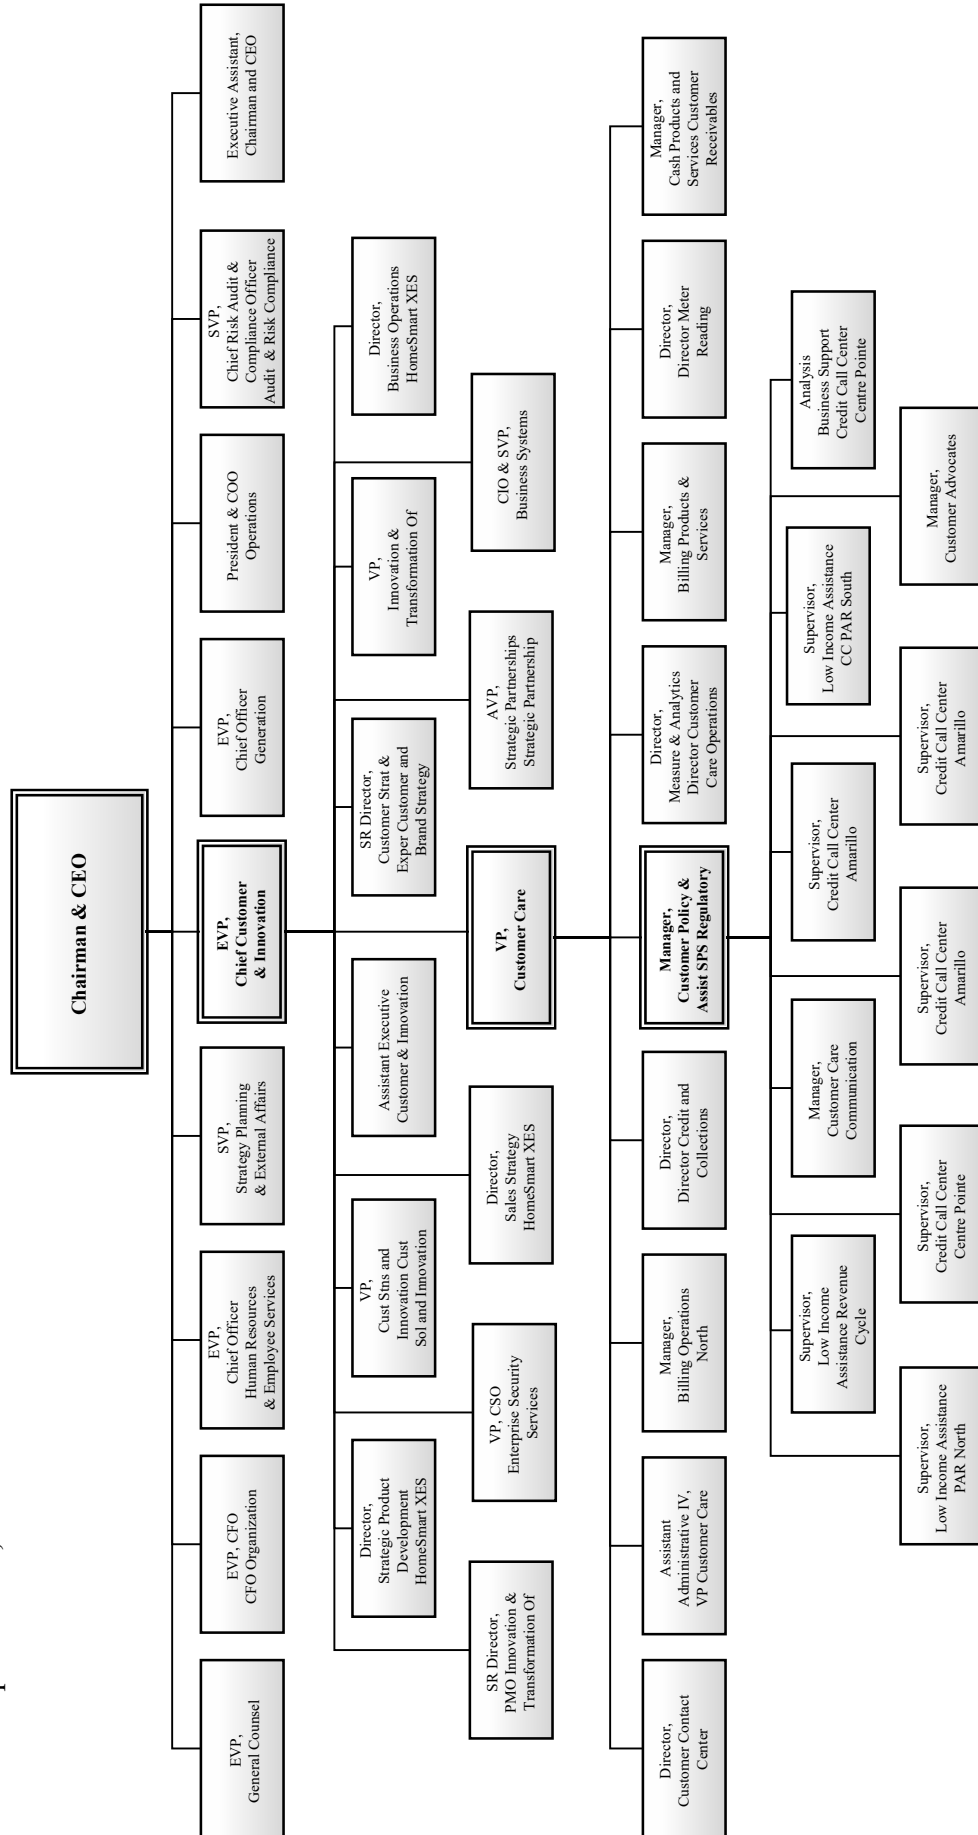 Chairman & CEO
EVP,
General Counsel
EVP, CFO
CFO Organization
EVP,
Chief Officer
Human Resources
& Employee Services
SVP,
Strategy Planning
& External Affairs
EVP,
Chief Customer
& Innovation
EVP,
Chief Officer
Generation
President & COO
Operations
SVP,
Chief Risk Audit &
Compliance Officer
Audit & Risk Compliance
Executive Assistant,
Chairman and CEO
Director,
Strategic Product
Development
HomeSmart XES
VP,
Cust Stns and
Innovation Cust
Sol and Innovation
Assistant Executive
Customer & Innovation
SR Director,
Customer Strat &
Exper Customer and
Brand Strategy
VP,
Innovation &
Transformation Of
Director,
Business Operations
HomeSmart XES
SR Director,
PMO Innovation &
Transformation Of
VP, CSO
Enterprise Security
Services
Director,
Sales Strategy
HomeSmart XES
VP,
Customer Care
AVP,
Strategic Partnerships
Strategic Partnership
CIO & SVP,
Business Systems
Director,
Customer Contact
Center
Assistant
Administrative IV,
VP Customer Care
Manager,
Billing Operations
North
Director,
Director Credit and
Collections
Manager,
Customer Policy &
Assist SPS Regulatory
Director,
Measure & Analytics
Director Customer
Care Operations
Manager,
Billing Products &
Services
Director,
Director Meter
Reading
Manager,
Cash Products and
Services Customer
Receivables
Supervisor,
Low Income
Assistance Revenue
Cycle
Manager,
Customer Care
Communication
Supervisor,
Credit Call Center
Amarillo
Supervisor,
Low Income Assistance
CC PAR South
Analysis
Business Support
Credit Call Center
Centre Pointe
Supervisor,
Low Income Assistance
PAR North
Supervisor,
Credit Call Center
Centre Pointe
Supervisor,
Credit Call Center
Amarillo
Supervisor,
Credit Call Center
Amarillo
Manager,
Customer Advocates